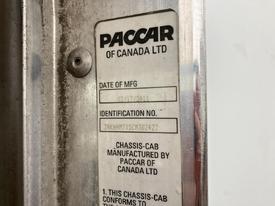 PACCAR
OF CANADA LTD
DATE OF MFG
IDENTIFICATION NO.
CHASSIS-CAB
MANUFACTURED BY
PACCAR OF
CANADA LTD
1. THIS CHASSIS-CAB
CONFORMS TO